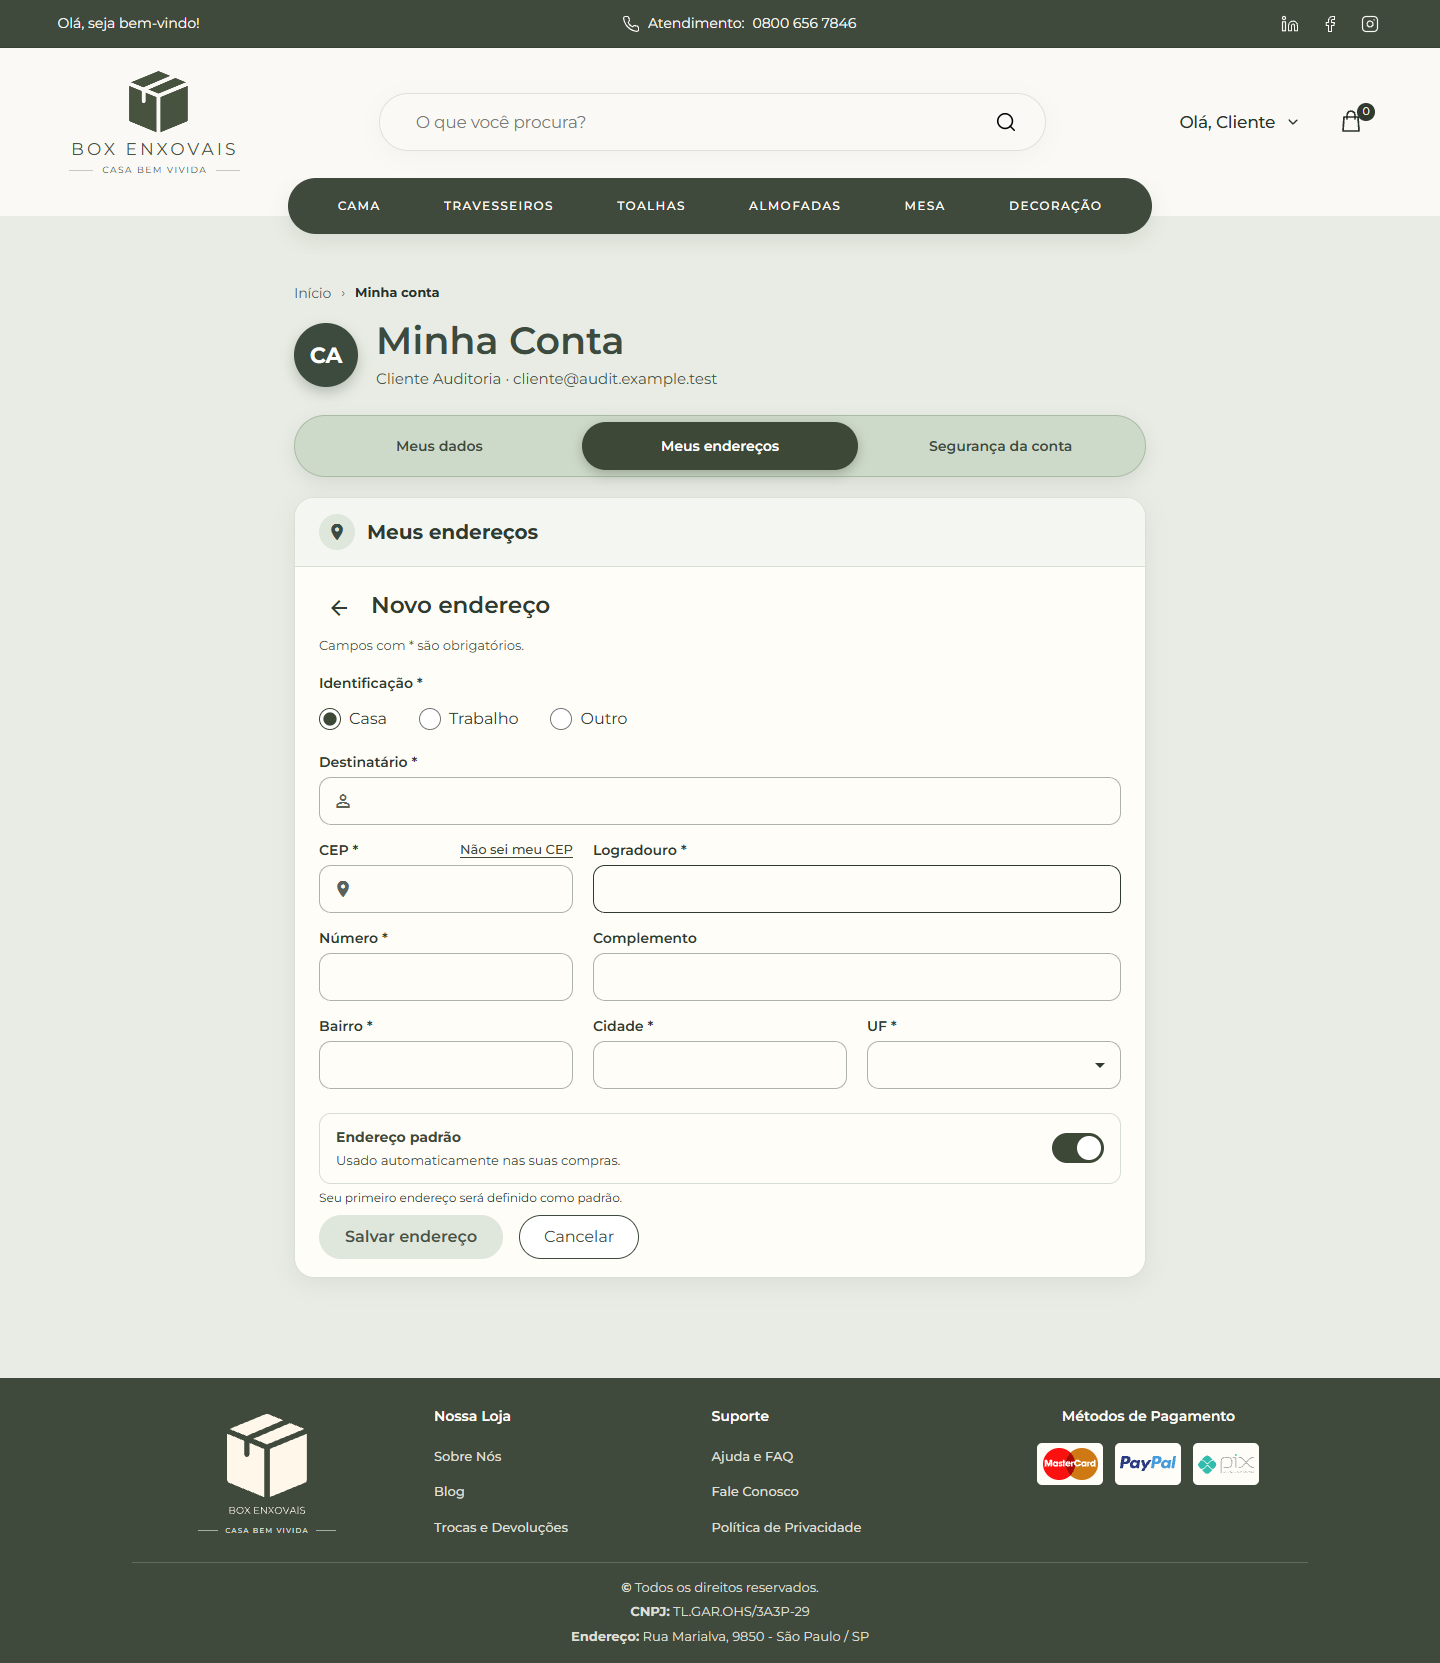 Olá, seja bem-vindo!
Atendimento: 0800 656 7846
BOX ENXOVAIS
CASA BEM VIVIDA
O que você procura?
Olá, Cliente
0
CAMA TRAVESSEIROS TOALHAS ALMOFADAS MESA DECORAÇÃO
Início › Minha conta
CA
Minha Conta
Cliente Auditoria · cliente@audit.example.test
Meus dados Meus endereços Segurança da conta
Meus endereços
Novo endereço
Campos com * são obrigatórios.
Identificação *
Casa Trabalho Outro
Destinatário *
CEP * Não sei meu CEP Logradouro *
Número * Complemento
Bairro * Cidade * UF *
Endereço padrão
Usado automaticamente nas suas compras.
Seu primeiro endereço será definido como padrão.
Salvar endereço Cancelar
BOX ENXOVAIS
CASA BEM VIVIDA
Nossa Loja
Sobre Nós
Blog
Trocas e Devoluções
Suporte
Ajuda e FAQ
Fale Conosco
Política de Privacidade
Métodos de Pagamento
MasterCard PayPal pix
© Todos os direitos reservados.
CNPJ: TL.GAR.OHS/3A3P-29
Endereço: Rua Marialva, 9850 - São Paulo / SP